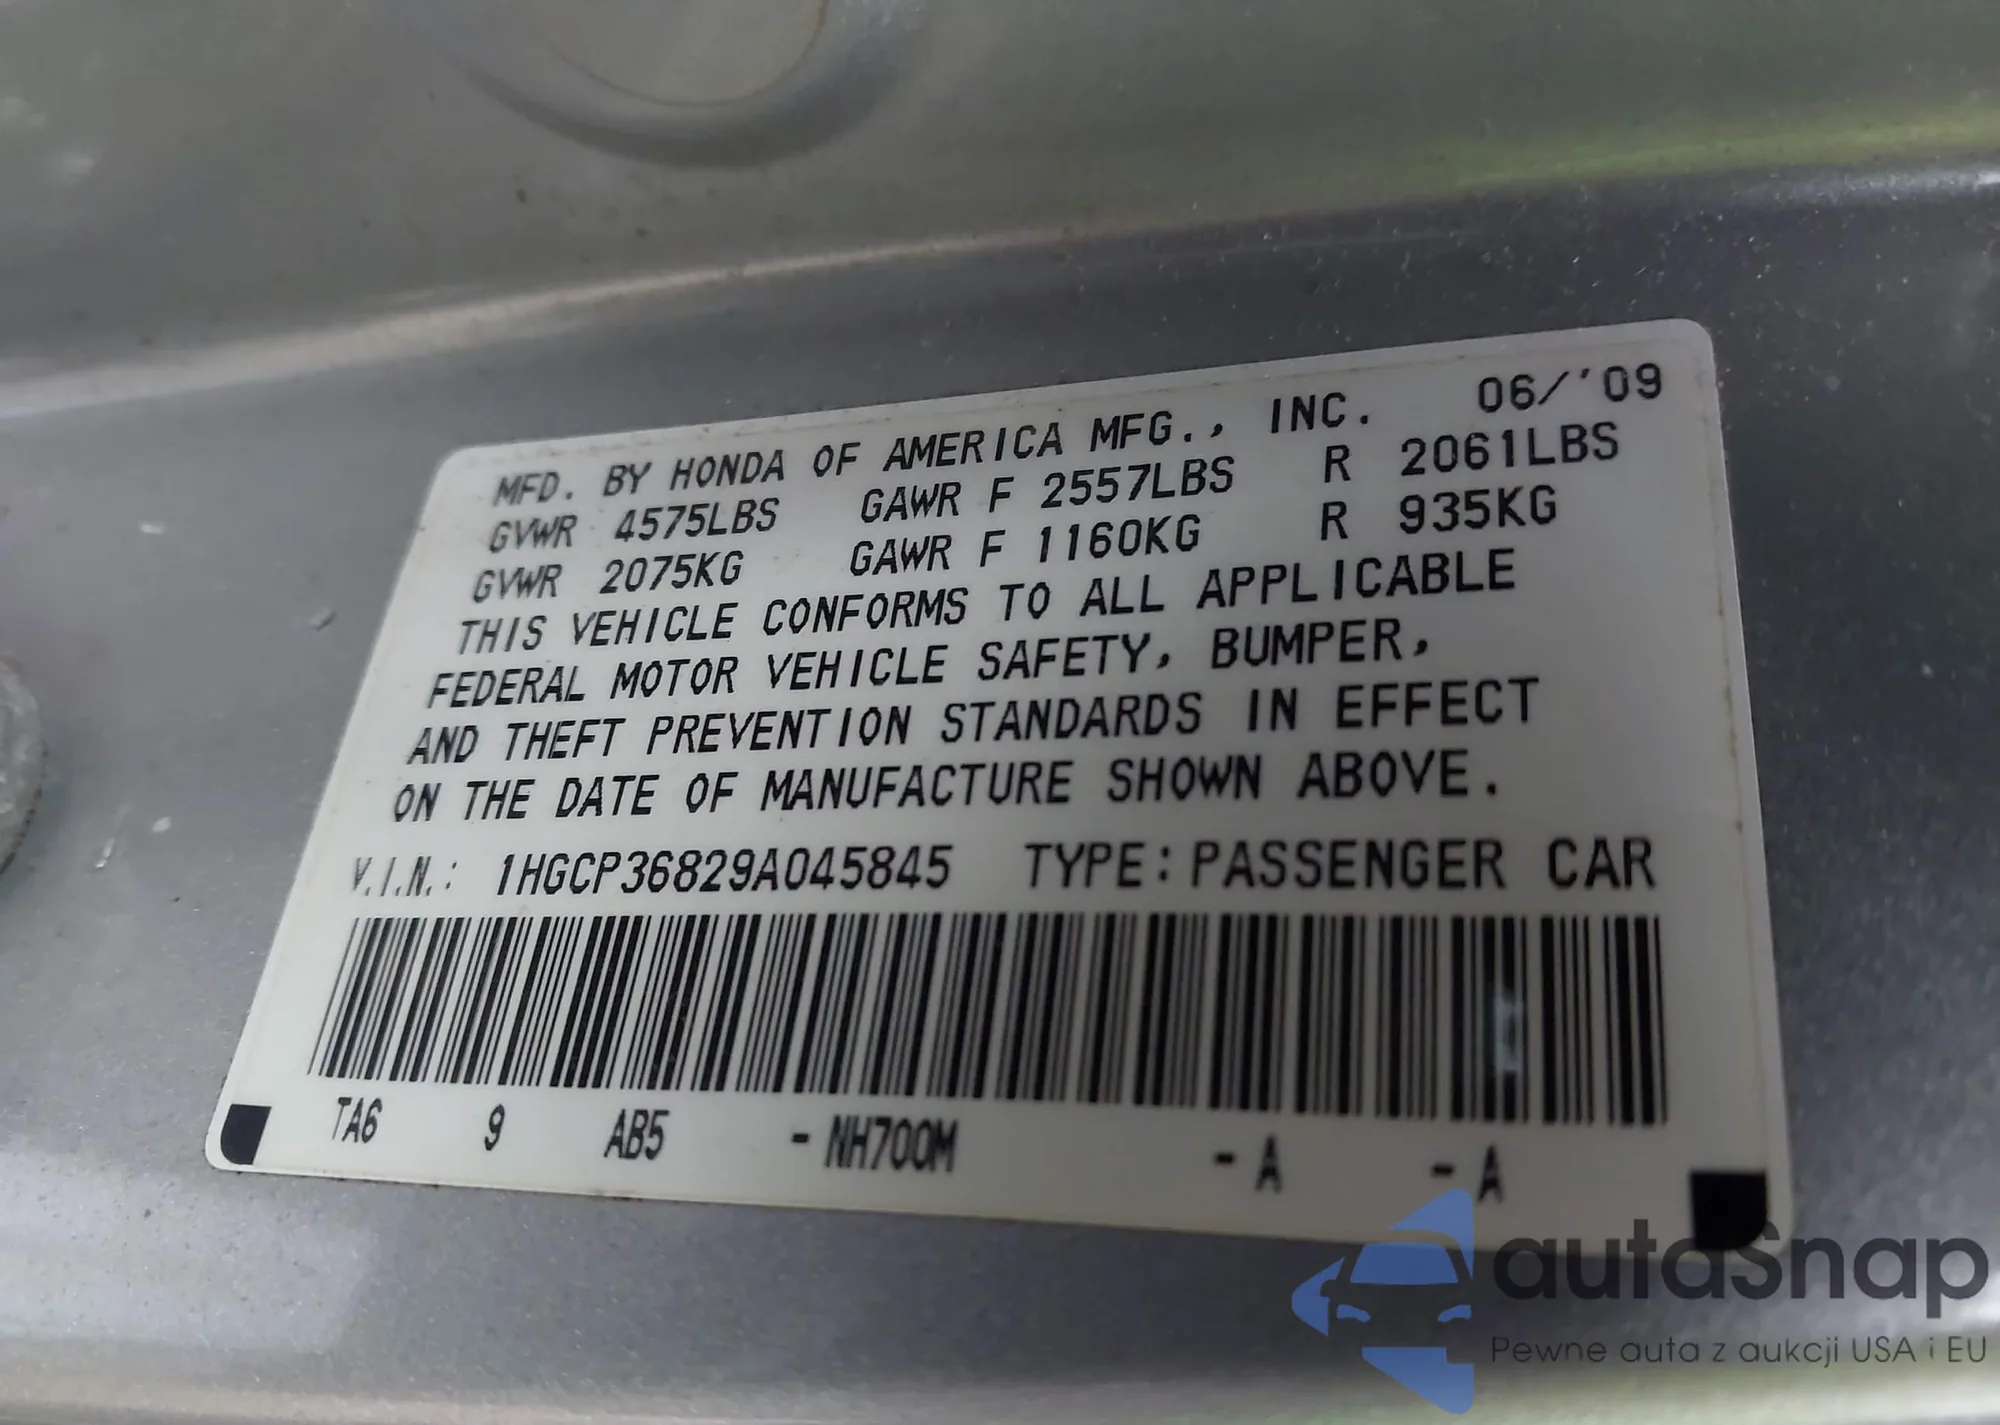 MFD. BY HONDA OF AMERICA MFG., INC. 06/'09
GVWR 4575LBS GAWR F 2557LBS R 2061LBS
GVWR 2075KG GAWR F 1160KG R 935KG
THIS VEHICLE CONFORMS TO ALL APPLICABLE
FEDERAL MOTOR VEHICLE SAFETY, BUMPER,
AND THEFT PREVENTION STANDARDS IN EFFECT
ON THE DATE OF MANUFACTURE SHOWN ABOVE.
V.I.N.: 1HGCP36829A045845 TYPE: PASSENGER CAR
TA6 9 AB5 - NH700M - A - A
autoSnap
Pewne auta z aukcji USA i EU